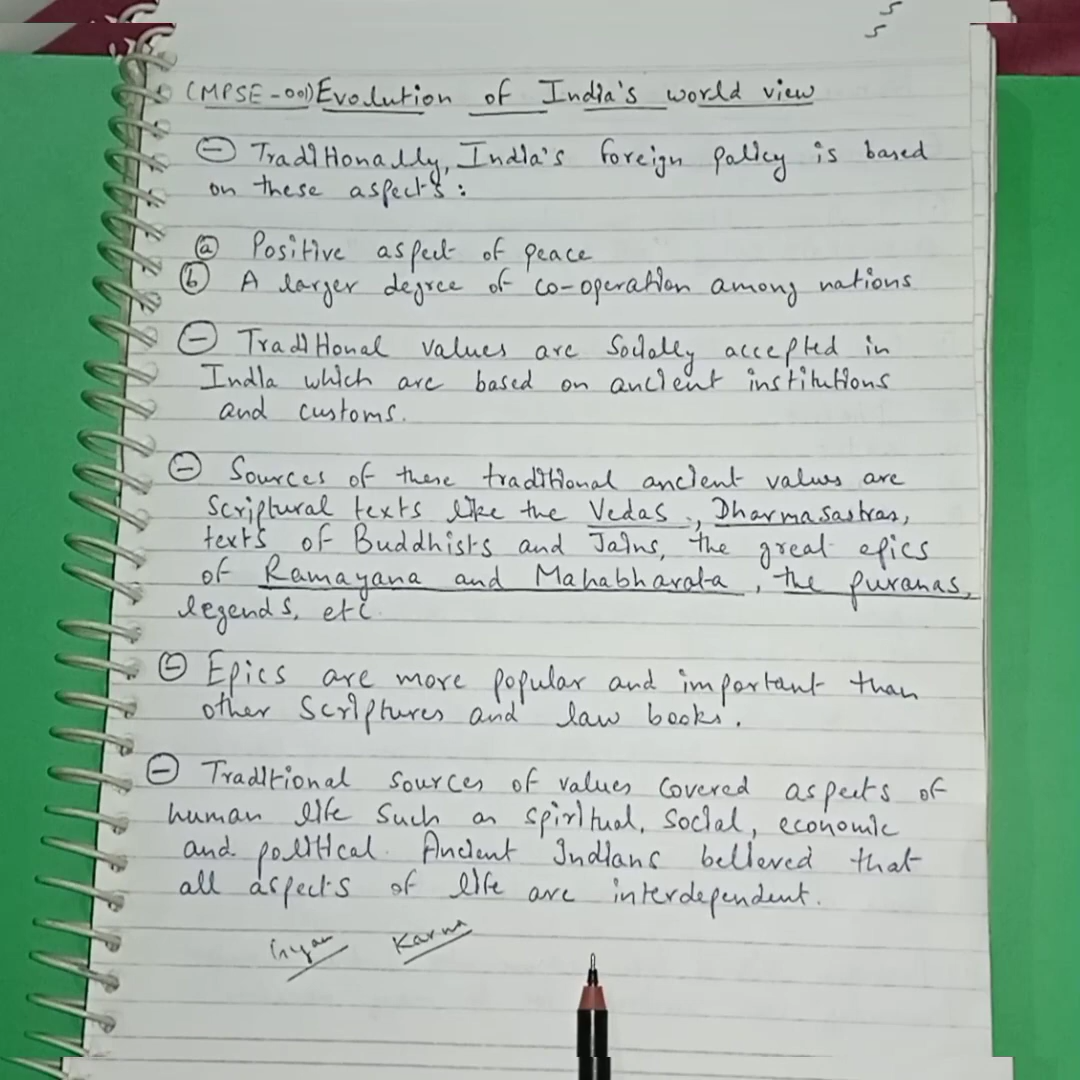 5
5
(MPSE-001) Evolution of India's world view
⊖ Traditionally, India's foreign policy is based
on these aspects:
ⓐ Positive aspect of peace
ⓑ A larger degree of co-operation among nations
⊖ Traditional values are Socially accepted in
India which are based on ancient institutions
and customs.
⊖ Sources of these traditional ancient values are
Scriptural texts like the Vedas, Dharmasastras,
texts of Buddhists and Jains, the great epics
of Ramayana and Mahabharata, the puranas,
legends, etc.
⊖ Epics are more popular and important than
other Scriptures and law books.
⊖ Traditional sources of values covered aspects of
human life such as spiritual, social, economic
and political. Ancient Indians believed that
all aspects of life are interdependent.
Gyan Karma